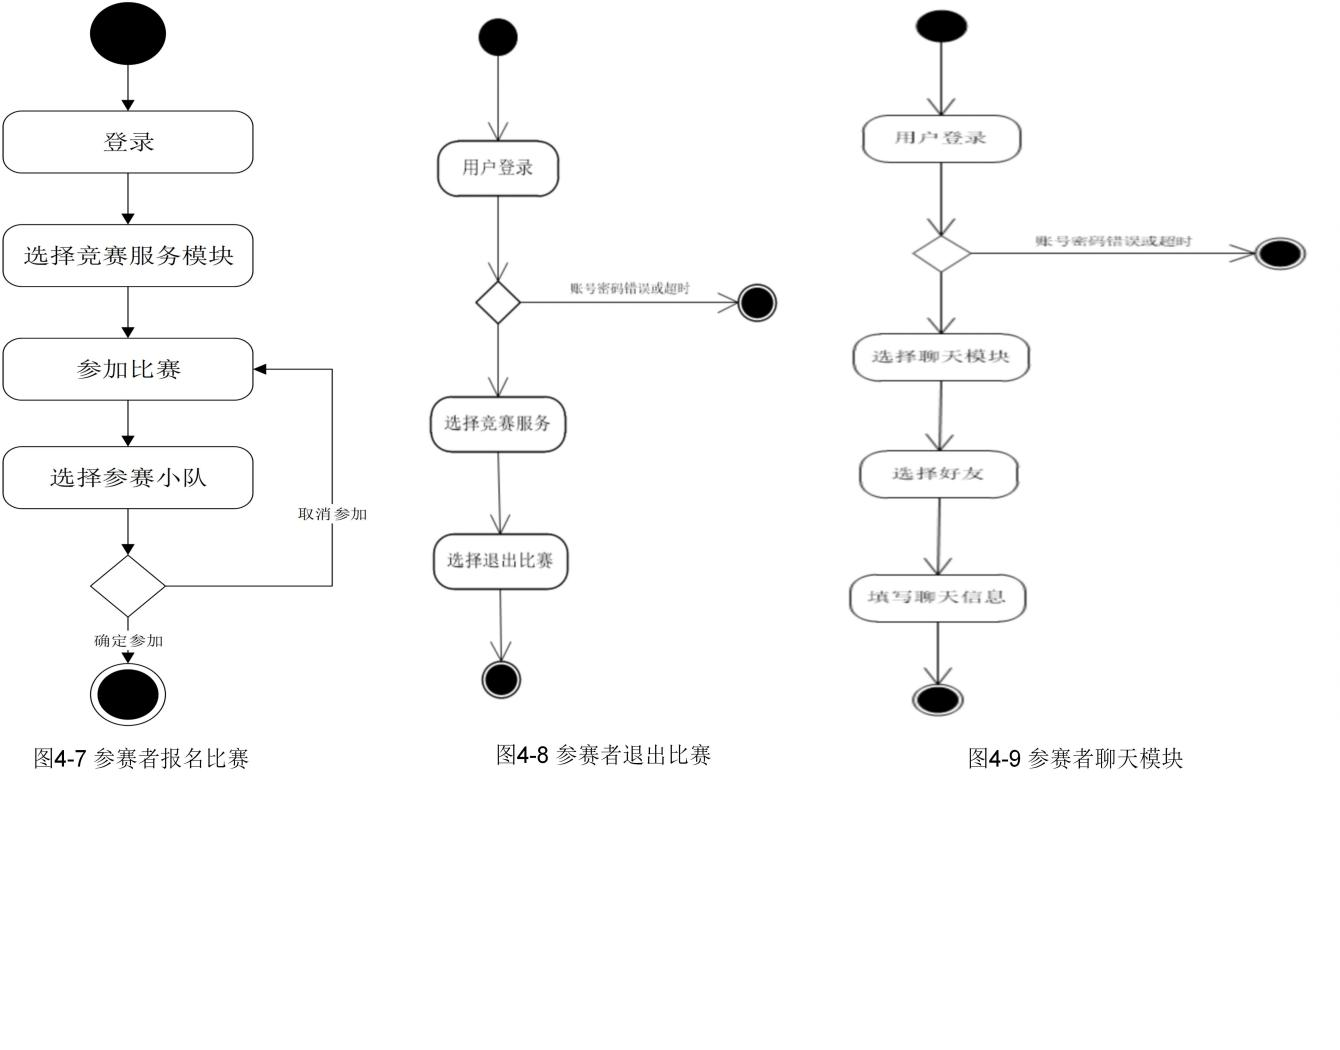 登录
选择竞赛服务模块
参加比赛
选择参赛小队
取消参加
确定参加
图4-7 参赛者报名比赛
用户登录
账号密码错误或超时
选择竞赛服务
选择退出比赛
图4-8 参赛者退出比赛
用户登录
账号密码错误或超时
选择聊天模块
选择好友
填写聊天信息
图4-9 参赛者聊天模块